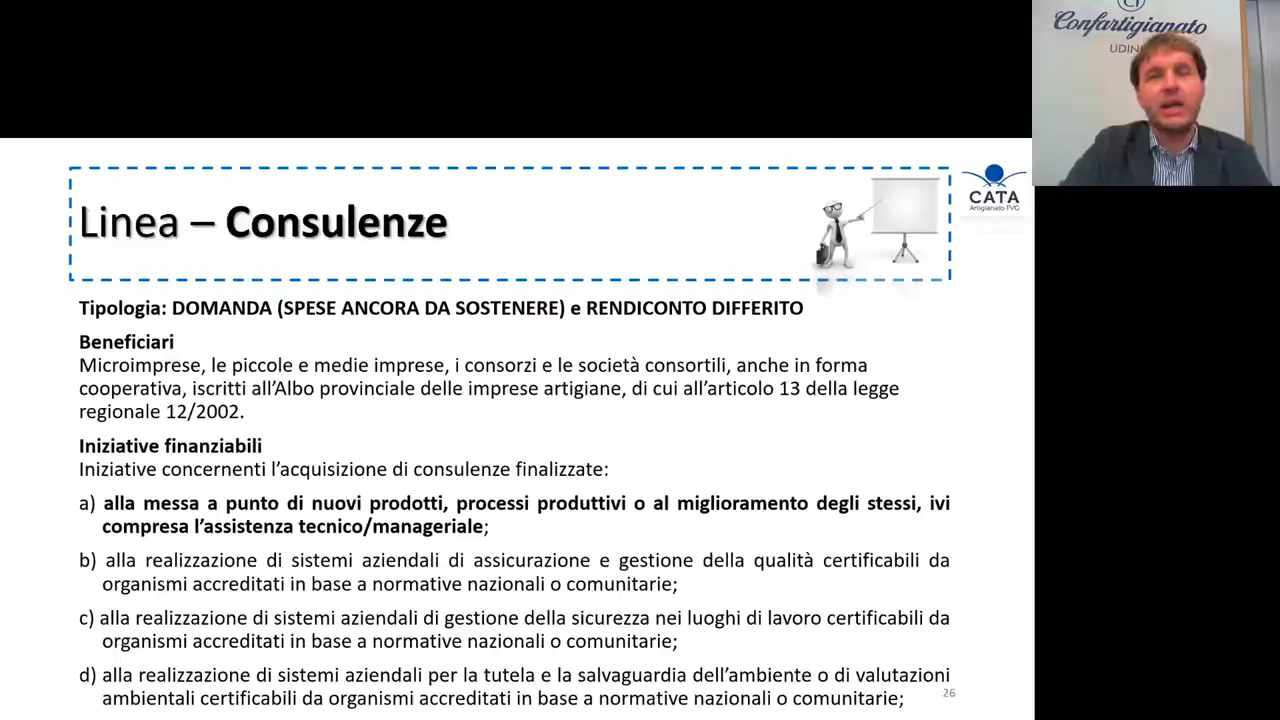 Confartigianato
Linea – Consulenze
CATA
Artigianato FVG
Tipologia: DOMANDA (SPESE ANCORA DA SOSTENERE) e RENDICONTO DIFFERITO
Beneficiari
Microimprese, le piccole e medie imprese, i consorzi e le società consortili, anche in forma
cooperativa, iscritti all’Albo provinciale delle imprese artigiane, di cui all’articolo 13 della legge
regionale 12/2002.
Iniziative finanziabili
Iniziative concernenti l’acquisizione di consulenze finalizzate:
a) alla messa a punto di nuovi prodotti, processi produttivi o al miglioramento degli stessi, ivi
compresa l’assistenza tecnico/manageriale;
b) alla realizzazione di sistemi aziendali di assicurazione e gestione della qualità certificabili da
organismi accreditati in base a normative nazionali o comunitarie;
c) alla realizzazione di sistemi aziendali di gestione della sicurezza nei luoghi di lavoro certificabili da
organismi accreditati in base a normative nazionali o comunitarie;
d) alla realizzazione di sistemi aziendali per la tutela e la salvaguardia dell’ambiente o di valutazioni
ambientali certificabili da organismi accreditati in base a normative nazionali o comunitarie;
26